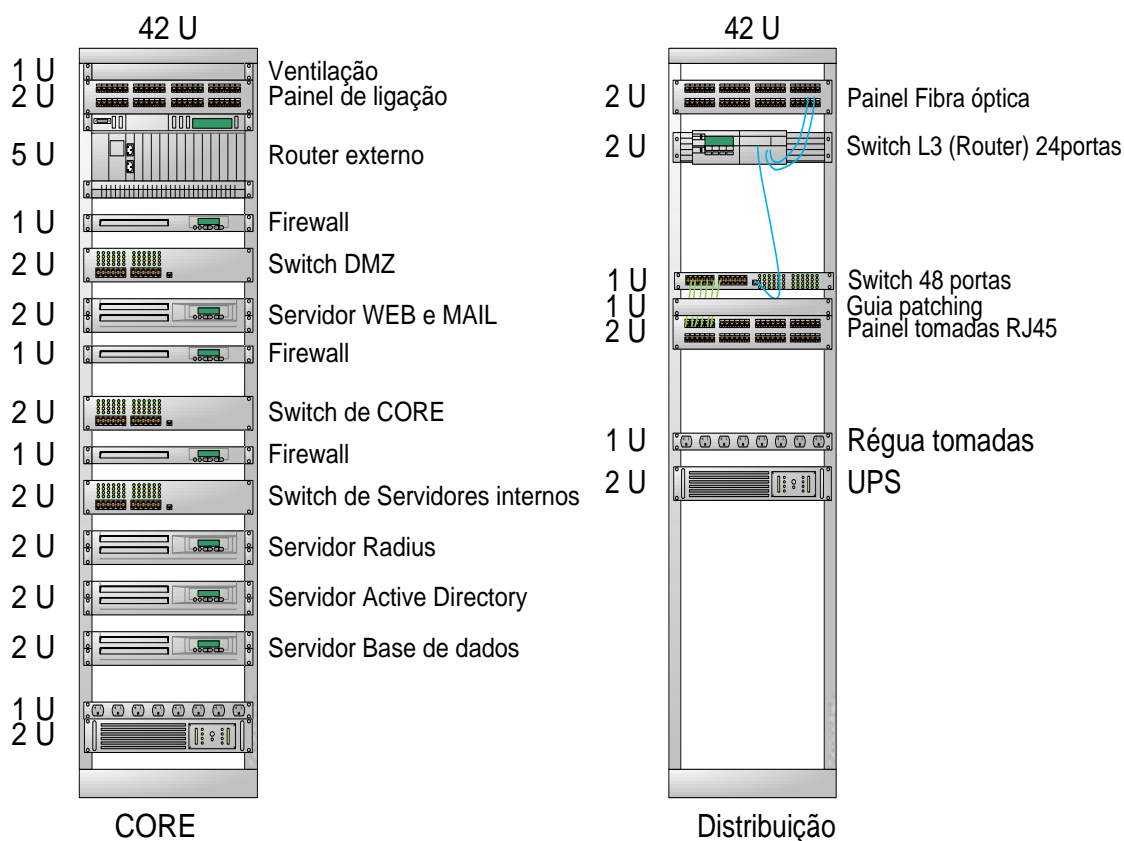 42 U
1 U Ventilação
2 U Painel de ligação
5 U Router externo
1 U Firewall
2 U Switch DMZ
2 U Servidor WEB e MAIL
1 U Firewall
2 U Switch de CORE
1 U Firewall
2 U Switch de Servidores internos
2 U Servidor Radius
2 U Servidor Active Directory
2 U Servidor Base de dados
1 U
2 U
CORE
42 U
2 U Painel Fibra óptica
2 U Switch L3 (Router) 24portas
1 U Switch 48 portas
1 U Guia patching
2 U Painel tomadas RJ45
1 U Régua tomadas
2 U UPS
Distribuição